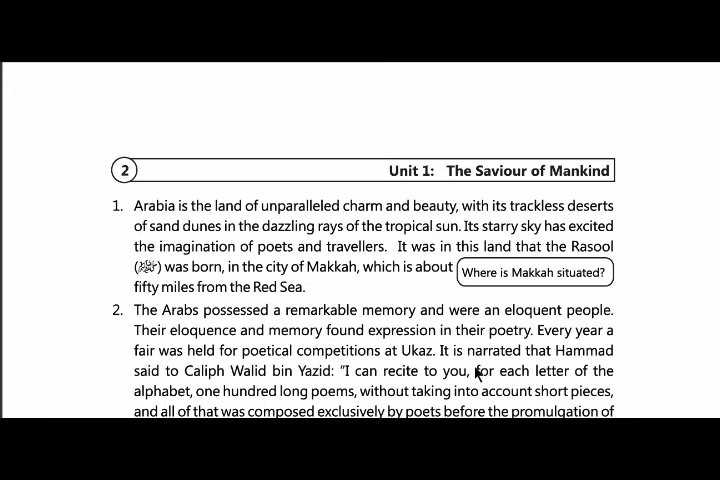 2
Unit 1: The Saviour of Mankind
1. Arabia is the land of unparalleled charm and beauty, with its trackless deserts
of sand dunes in the dazzling rays of the tropical sun. Its starry sky has excited
the imagination of poets and travellers. It was in this land that the Rasool
(ﷺ) was born, in the city of Makkah, which is about
Where is Makkah situated?
fifty miles from the Red Sea.
2. The Arabs possessed a remarkable memory and were an eloquent people.
Their eloquence and memory found expression in their poetry. Every year a
fair was held for poetical competitions at Ukaz. It is narrated that Hammad
said to Caliph Walid bin Yazid: "I can recite to you, for each letter of the
alphabet, one hundred long poems, without taking into account short pieces,
and all of that was composed exclusively by poets before the promulgation of